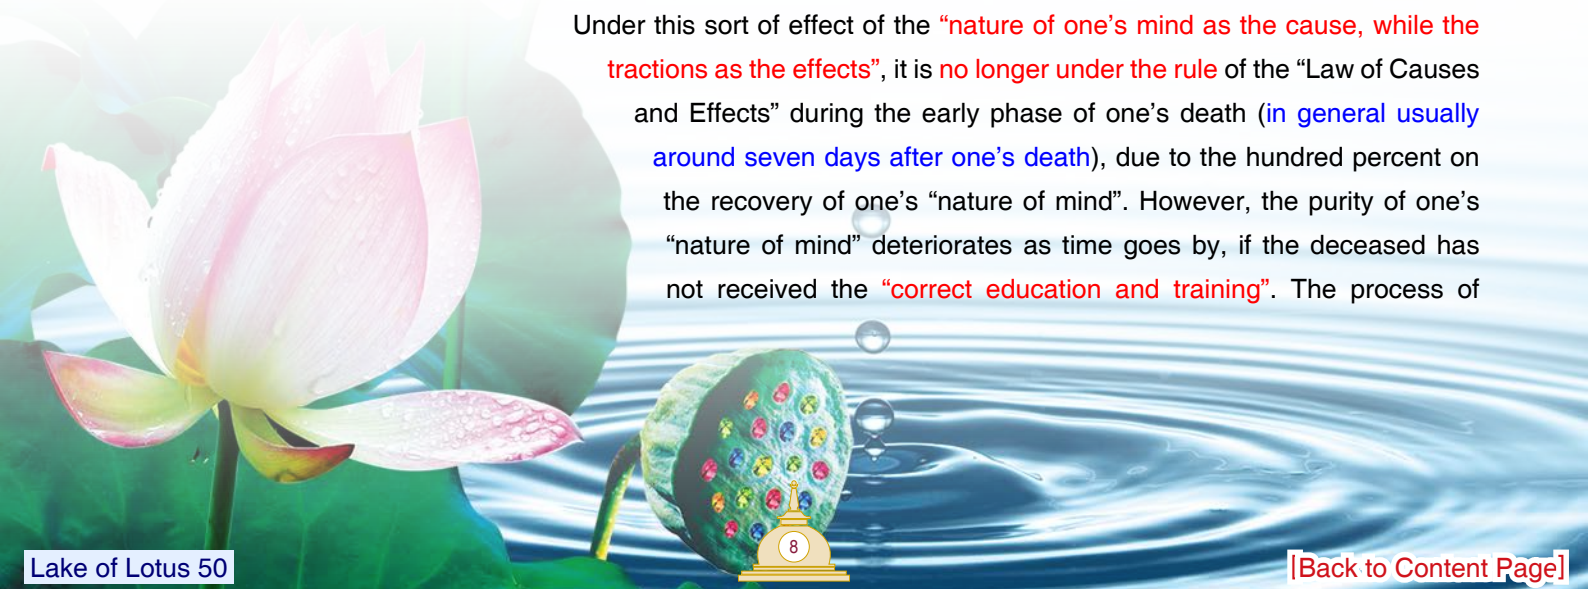 Under this sort of effect of the “nature of one’s mind as the cause, while the
tractions as the effects”, it is no longer under the rule of the “Law of Causes
and Effects” during the early phase of one’s death (in general usually
around seven days after one’s death), due to the hundred percent on
the recovery of one’s “nature of mind”. However, the purity of one’s
“nature of mind” deteriorates as time goes by, if the deceased has
not received the “correct education and training”. The process of
8
Lake of Lotus 50
[Back to Content Page]